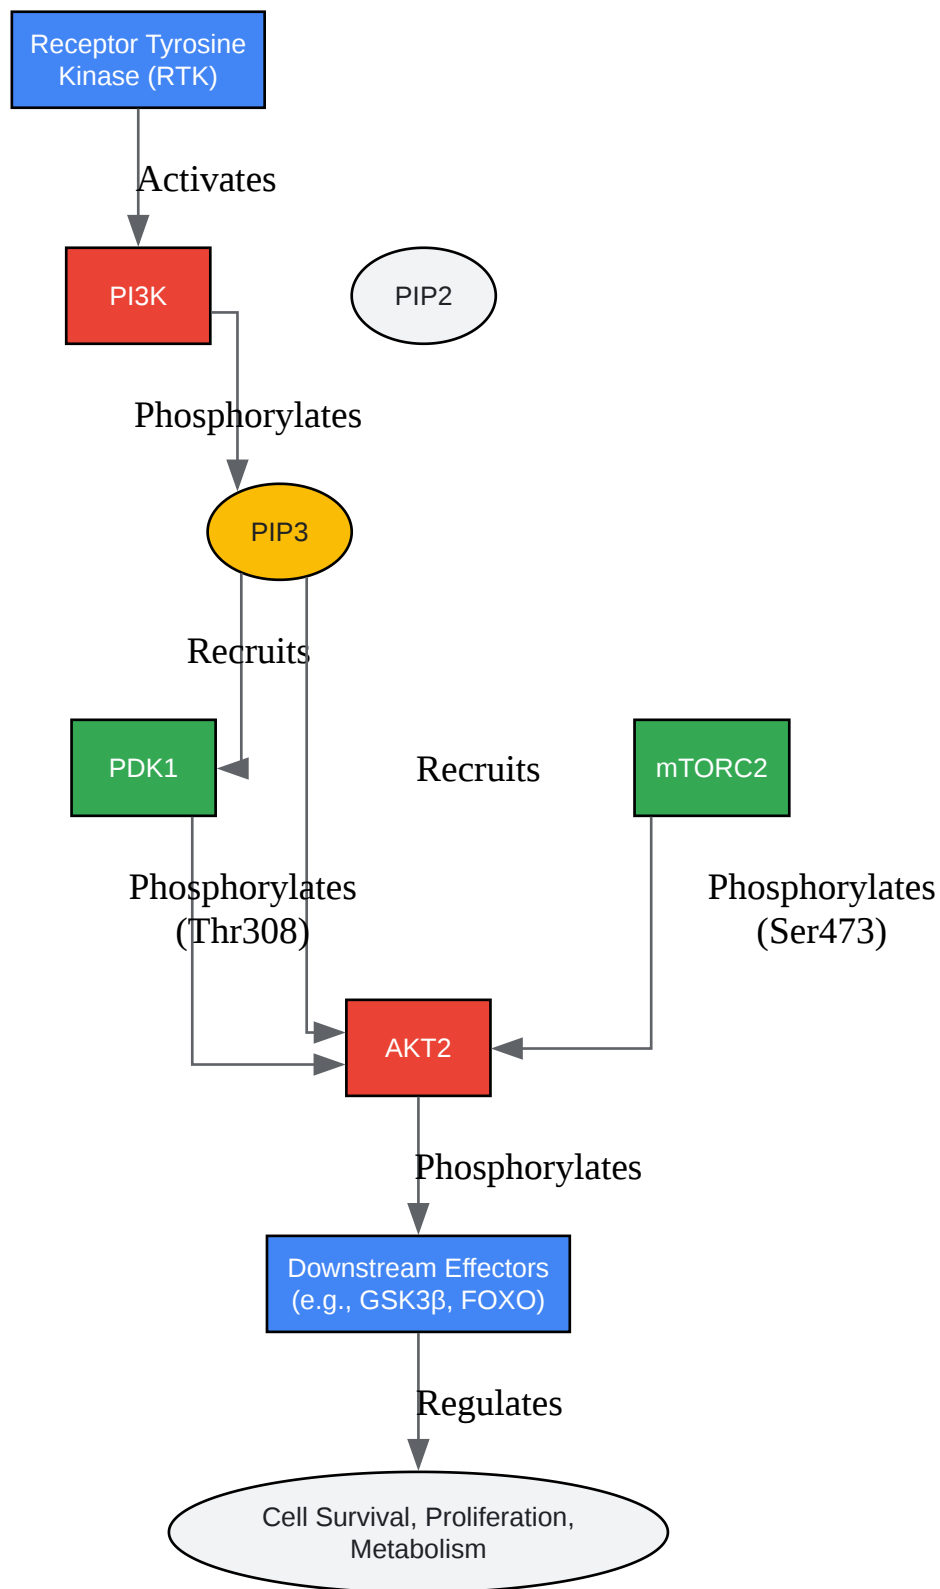 Receptor Tyrosine
Kinase (RTK)
Activates
PI3K
PIP2
Phosphorylates
PIP3
Recruits
PDK1
Recruits
mTORC2
Phosphorylates
(Thr308)
Phosphorylates
(Ser473)
AKT2
Phosphorylates
Downstream Effectors
(e.g., GSK3β, FOXO)
Regulates
Cell Survival, Proliferation,
Metabolism